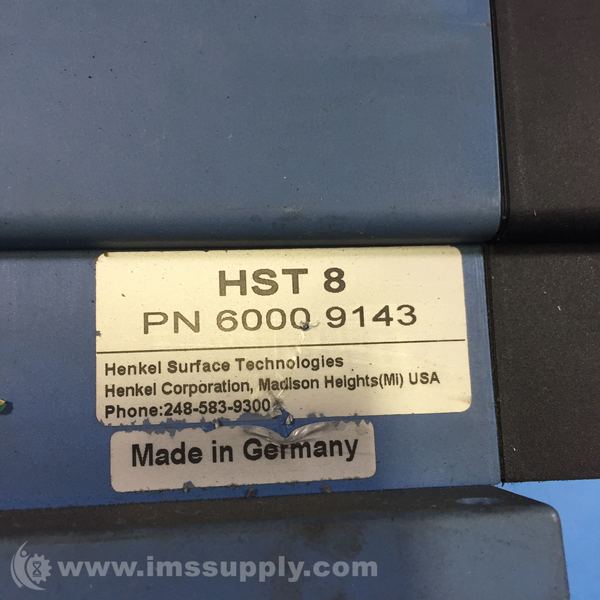 HST 8
PN 6000 9143
Henkel Surface Technologies
Henkel Corporation, Madison Heights(Mi) USA
Phone:248-583-9300
Made in Germany
www.imssupply.com